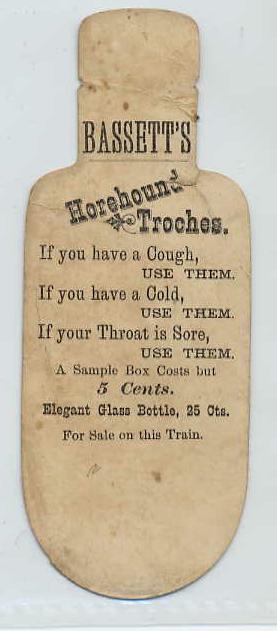 BASSETT'S
Horehound
Troches.
If you have a Cough,
USE THEM.
If you have a Cold,
USE THEM.
If your Throat is Sore,
USE THEM.
A Sample Box Costs but
5 Cents.
Elegant Glass Bottle, 25 Cts.
For Sale on this Train.